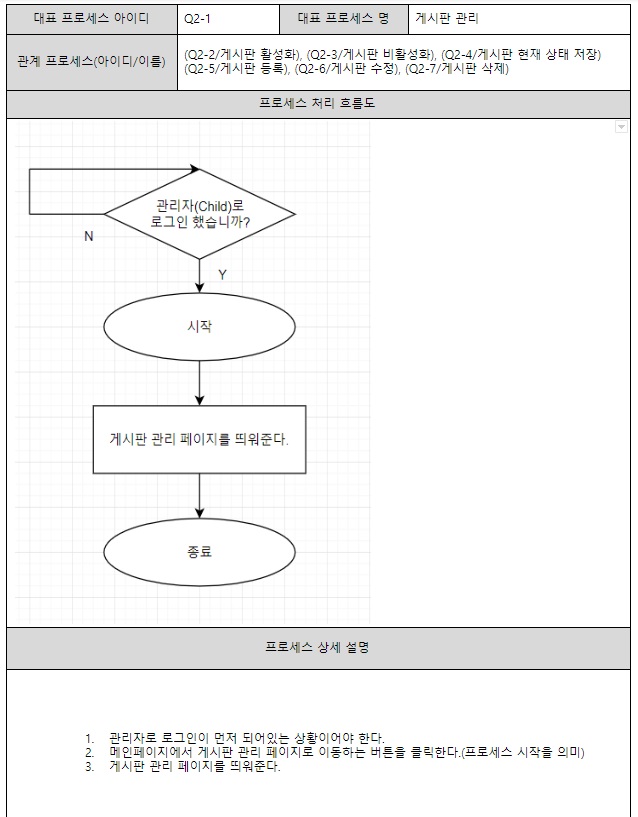 대표 프로세스 아이디 Q2-1 대표 프로세스 명 게시판 관리
관계 프로세스(아이디/이름) (Q2-2/게시판 활성화), (Q2-3/게시판 비활성화), (Q2-4/게시판 현재 상태 저장)
(Q2-5/게시판 등록), (Q2-6/게시판 수정), (Q2-7/게시판 삭제)
프로세스 처리 흐름도
관리자(Child)로
로그인 했습니까?
N
Y
시작
게시판 관리 페이지를 띄워준다.
종료
프로세스 상세 설명
1. 관리자로 로그인이 먼저 되어있는 상황이어야 한다.
2. 메인페이지에서 게시판 관리 페이지로 이동하는 버튼을 클릭한다.(프로세스 시작을 의미)
3. 게시판 관리 페이지를 띄워준다.